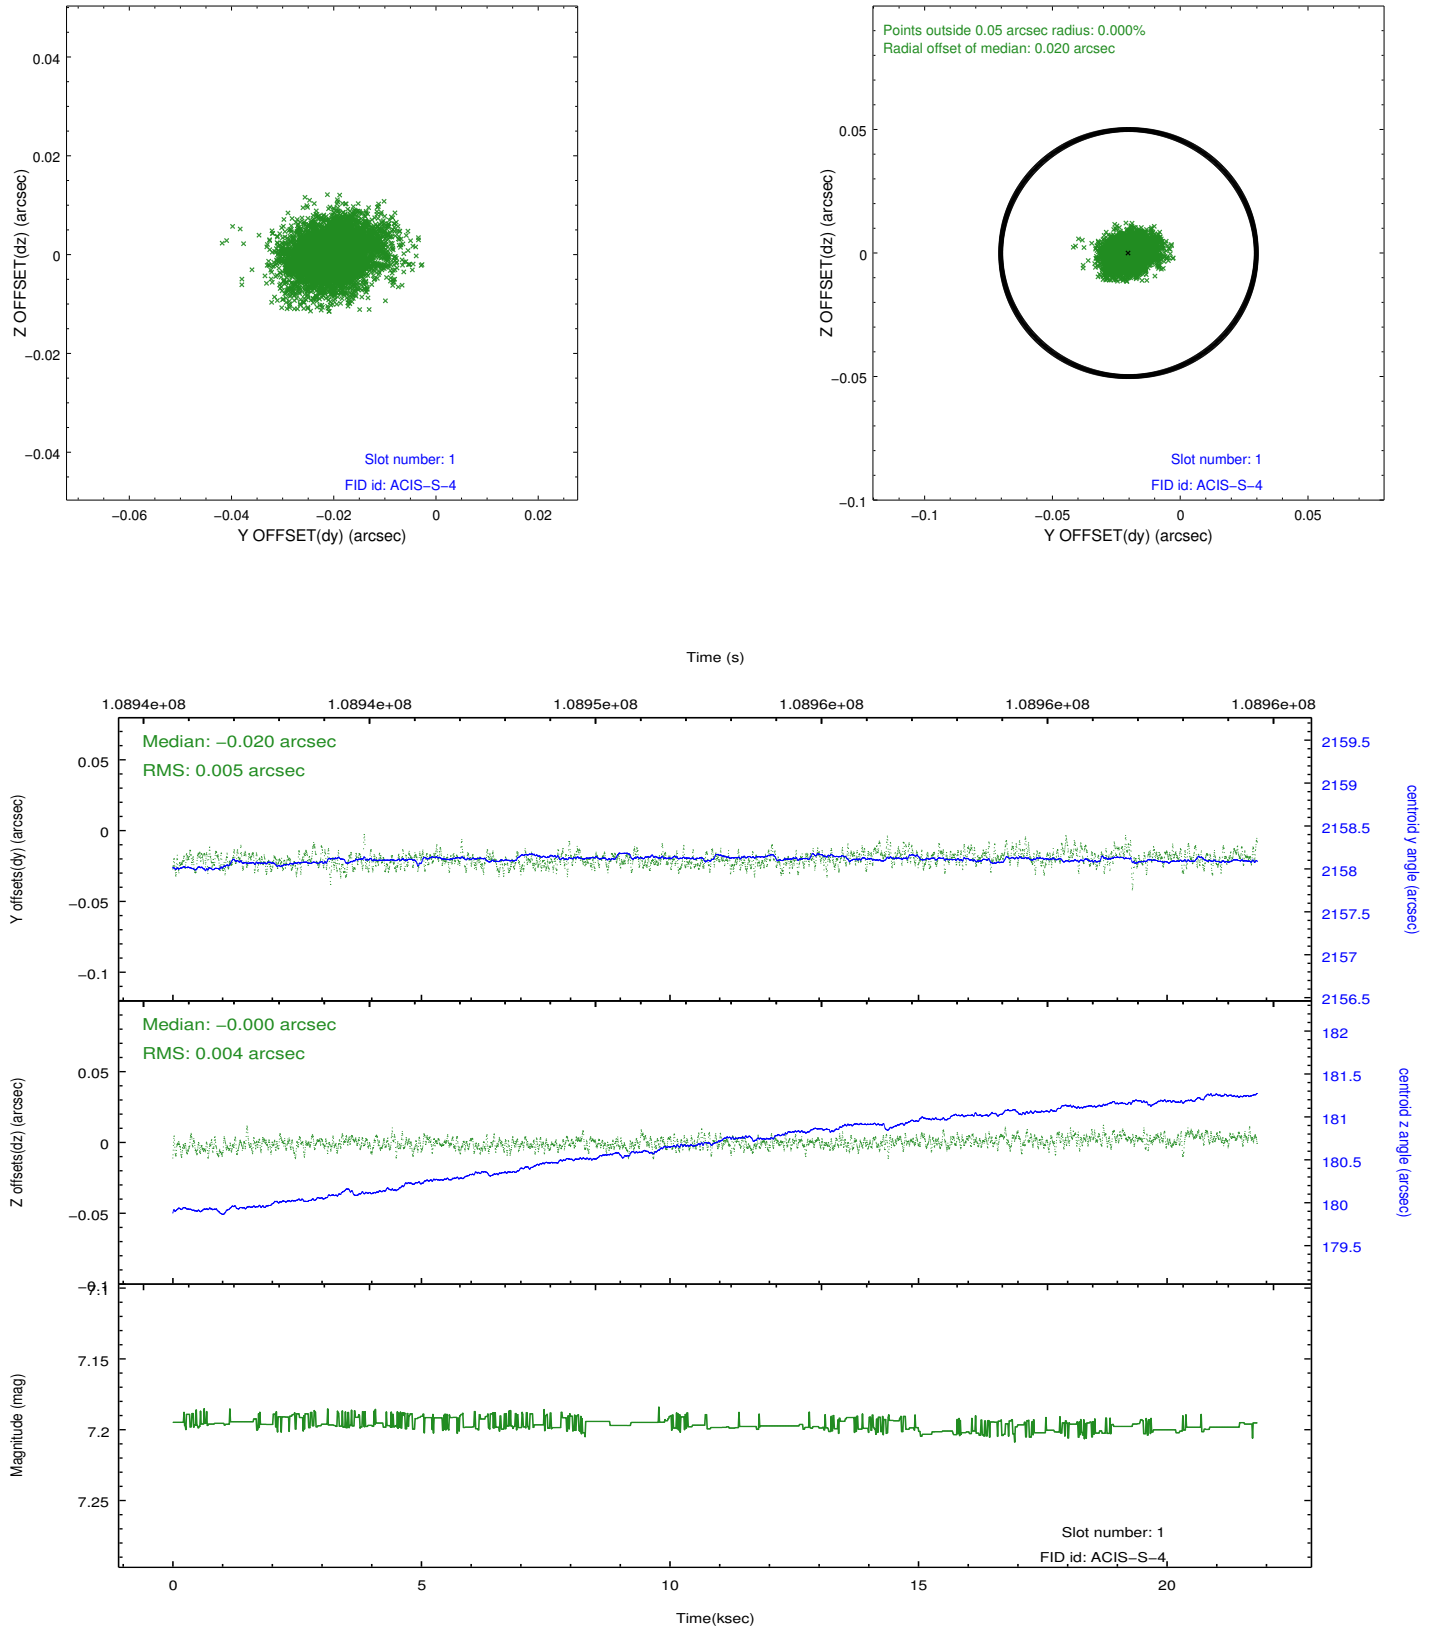 0.04
0.02
0
−0.02
−0.04
Z OFFSET(dz) (arcsec)
Slot number: 1
FID id: ACIS−S−4
−0.06
−0.04
−0.02
0
0.02
Y OFFSET(dy) (arcsec)
Points outside 0.05 arcsec radius: 0.000%
Radial offset of median: 0.020 arcsec
0.05
0
−0.05
−0.1
Z OFFSET(dz) (arcsec)
Slot number: 1
FID id: ACIS−S−4
−0.1
−0.05
0
0.05
Y OFFSET(dy) (arcsec)
Time (s)
1.0894e+08
1.0894e+08
1.0895e+08
1.0896e+08
1.0896e+08
1.0896e+08
Median: −0.020 arcsec
RMS: 0.005 arcsec
0.05
0
−0.05
−0.1
Y offsets(dy) (arcsec)
2159.5
2159
2158.5
2158
2157.5
2157
2156.5
centroid y angle (arcsec)
Median: −0.000 arcsec
RMS: 0.004 arcsec
0.05
0
−0.05
−0.1
Z offsets(dz) (arcsec)
182
181.5
181
180.5
180
179.5
centroid z angle (arcsec)
7.1
7.15
7.2
7.25
Magnitude (mag)
Slot number: 1
FID id: ACIS−S−4
0
5
10
15
20
Time(ksec)